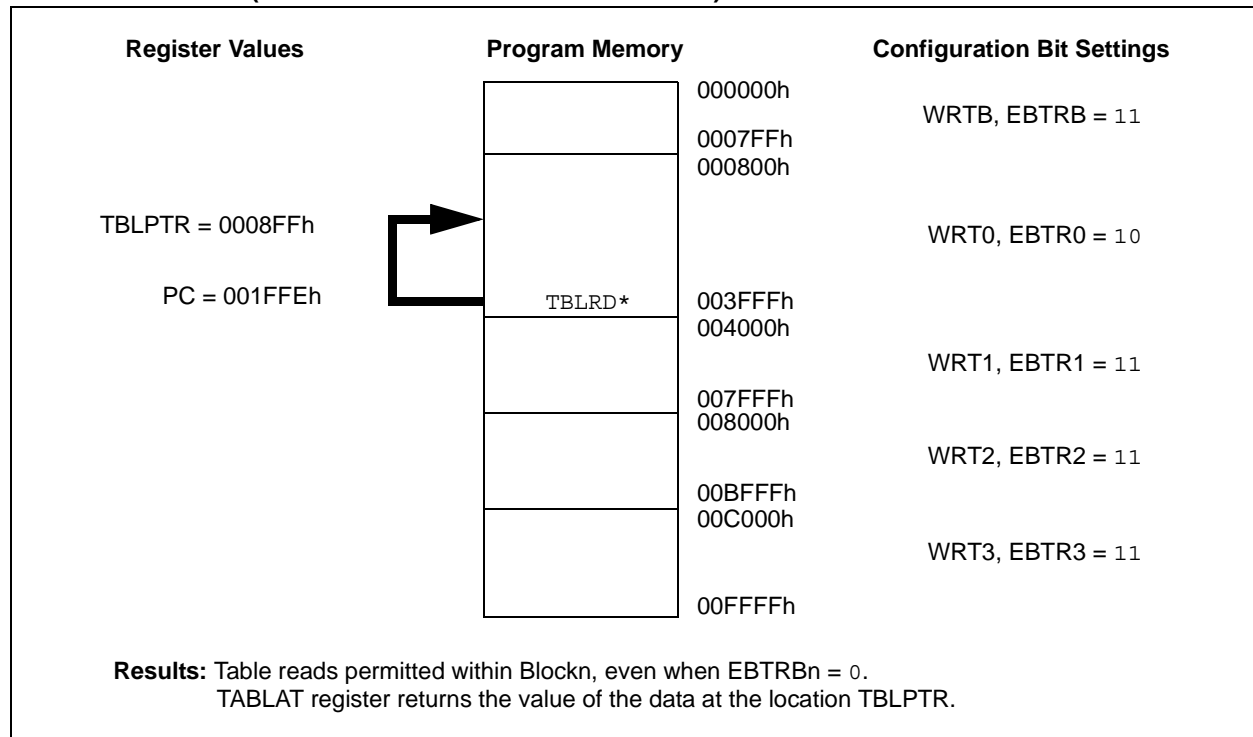 Register Values Program Memory Configuration Bit Settings
000000h
WRTB, EBTRB = 11
0007FFh
000800h
TBLPTR = 0008FFh
WRT0, EBTR0 = 10
PC = 001FFEh
TBLRD*
003FFFh
004000h
WRT1, EBTR1 = 11
007FFFh
008000h
WRT2, EBTR2 = 11
00BFFFh
00C000h
WRT3, EBTR3 = 11
00FFFFh
Results: Table reads permitted within Blockn, even when EBTRBn = 0.
TABLAT register returns the value of the data at the location TBLPTR.